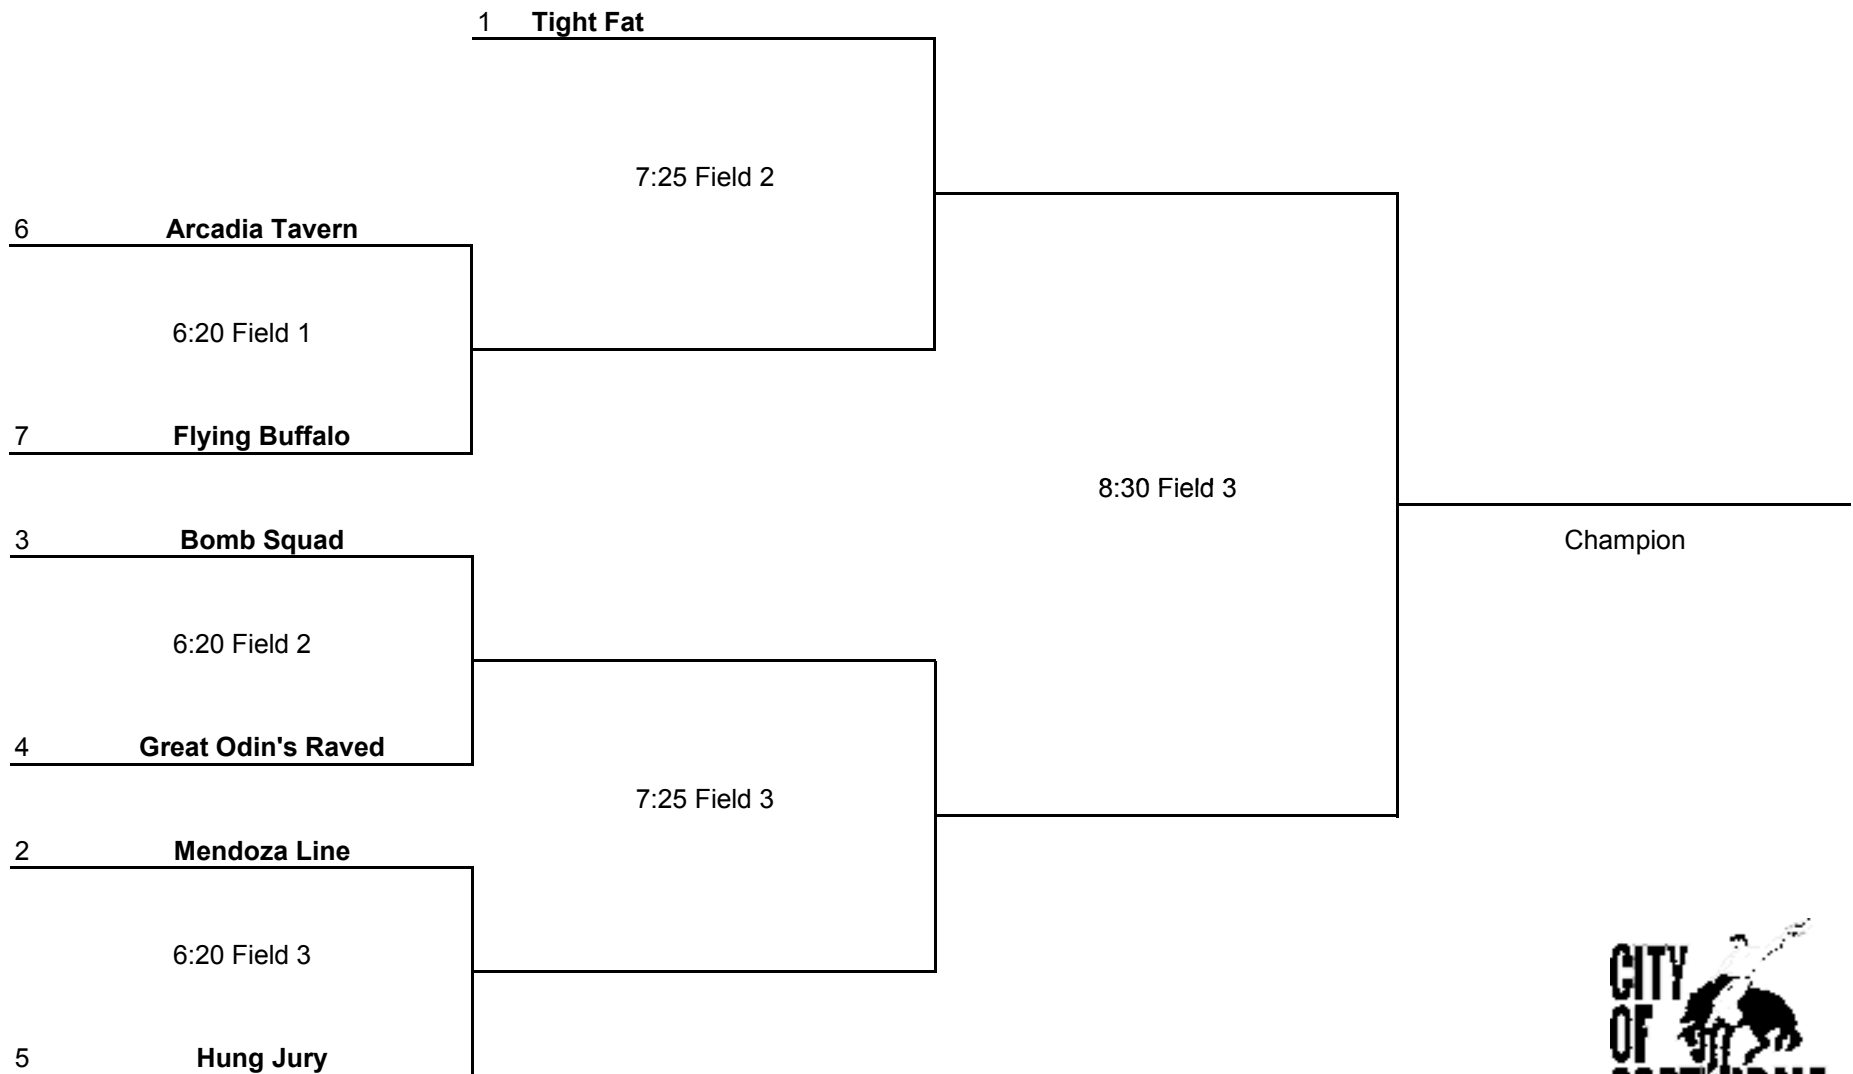 1 Tight Fat
7:25 Field 2
6 Arcadia Tavern
6:20 Field 1
7 Flying Buffalo
8:30 Field 3
3 Bomb Squad
Champion
6:20 Field 2
4 Great Odin's Raved
7:25 Field 3
2 Mendoza Line
6:20 Field 3
5 Hung Jury
CITY
OF